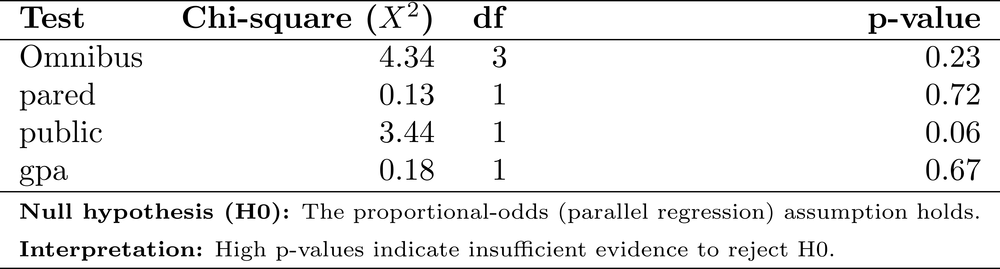 Test Chi-square (X²) df p-value
Omnibus 4.34 3 0.23
pared 0.13 1 0.72
public 3.44 1 0.06
gpa 0.18 1 0.67
Null hypothesis (H0): The proportional-odds (parallel regression) assumption holds.
Interpretation: High p-values indicate insufficient evidence to reject H0.